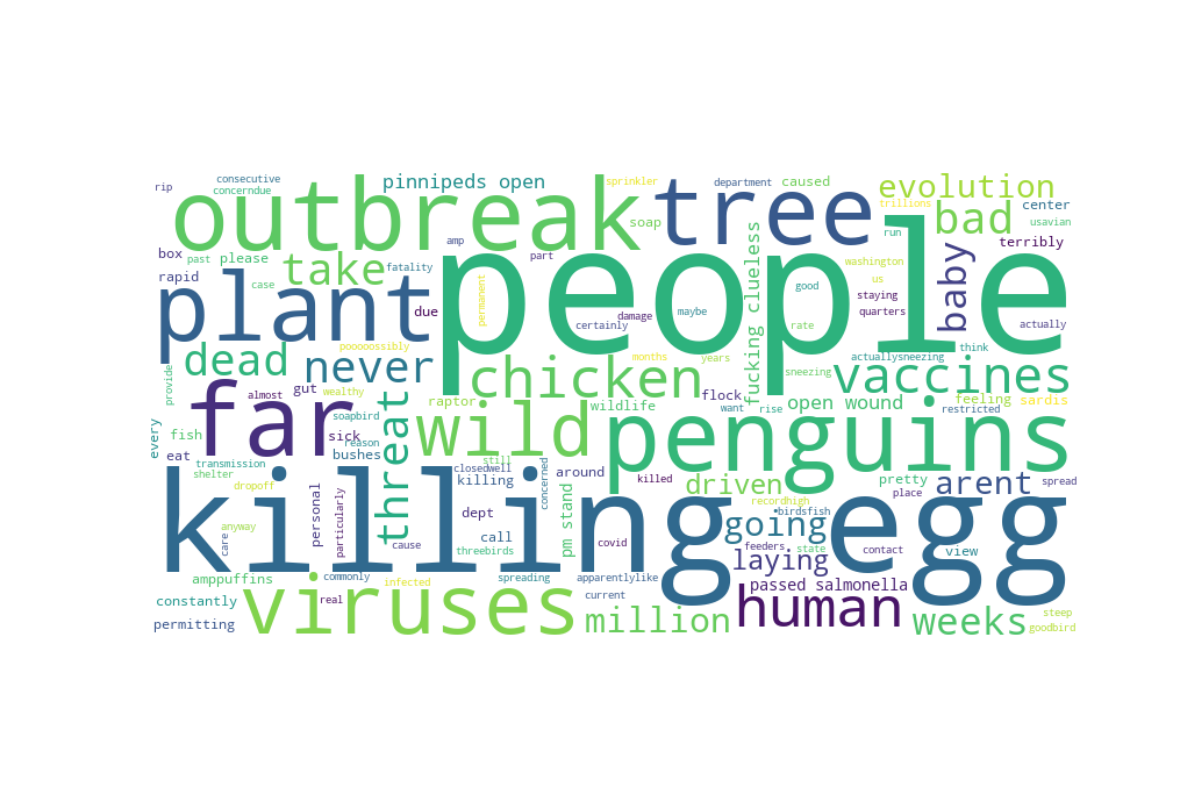 rip
consecutive
concerndue
pinnipeds open
sprinkler
department
caused
evolution
trillions
center
outbreak
tree
bad
usavian
soap
amp
part
fucking clueless
run
terribly
box
past
please
take
fatality
people
washington
us
baby
rapid
case
plant
due
permanent
good
staying
quarters
damage
certainly
maybe
rate
actually
pooooossibly
dead
never
months
years
think
actuallysneezing
provide
chicken
sneezing
vaccines
far
almost
gut
wealthy
raptor
flock
want
rise
open wound
feeling
sardis
restricted
soapbird
wild
wildlife
penguins
every
fish
sick
reason
threat
eat
bushes
transmission
shelter
still
closedwell
killing
concerned
around
killed
driven
pretty
place
arent
spread
dropoff
personal
particularly
recordhigh
killing
egg
dept
pm stand
going
birdsfish
anyway
care
cause
call
threebirds
covid
feeders
state
contact
view
laying
amppuffins
commonly
infected
spreading
apparentlylike
current
passed salmonella
constantly
viruses
real
million
human
weeks
steep
goodbird
permitting